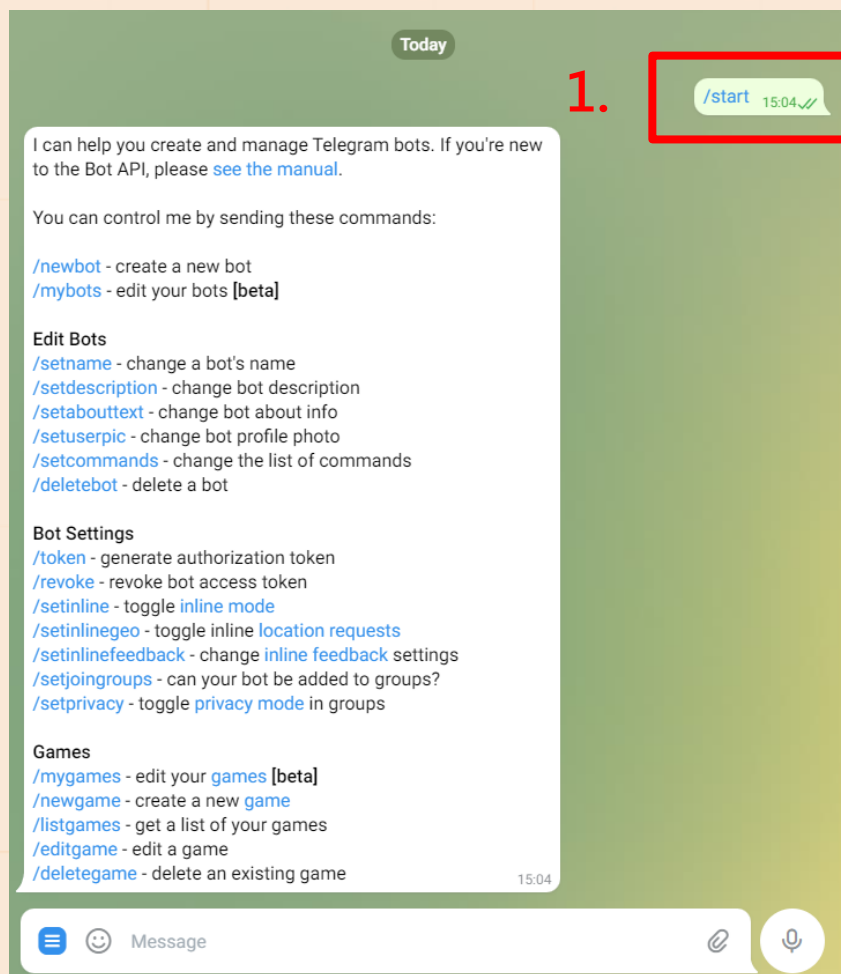 Today
1.
/start 15:04
I can help you create and manage Telegram bots. If you're new
to the Bot API, please see the manual.
You can control me by sending these commands:
/newbot - create a new bot
/mybots - edit your bots [beta]
Edit Bots
/setname - change a bot's name
/setdescription - change bot description
/setabouttext - change bot about info
/setuserpic - change bot profile photo
/setcommands - change the list of commands
/deletebot - delete a bot
Bot Settings
/token - generate authorization token
/revoke - revoke bot access token
/setinline - toggle inline mode
/setinlinegeo - toggle inline location requests
/setinlinefeedback - change inline feedback settings
/setjoingroups - can your bot be added to groups?
/setprivacy - toggle privacy mode in groups
Games
/mygames - edit your games [beta]
/newgame - create a new game
/listgames - get a list of your games
/editgame - edit a game
/deletegame - delete an existing game
15:04
Message